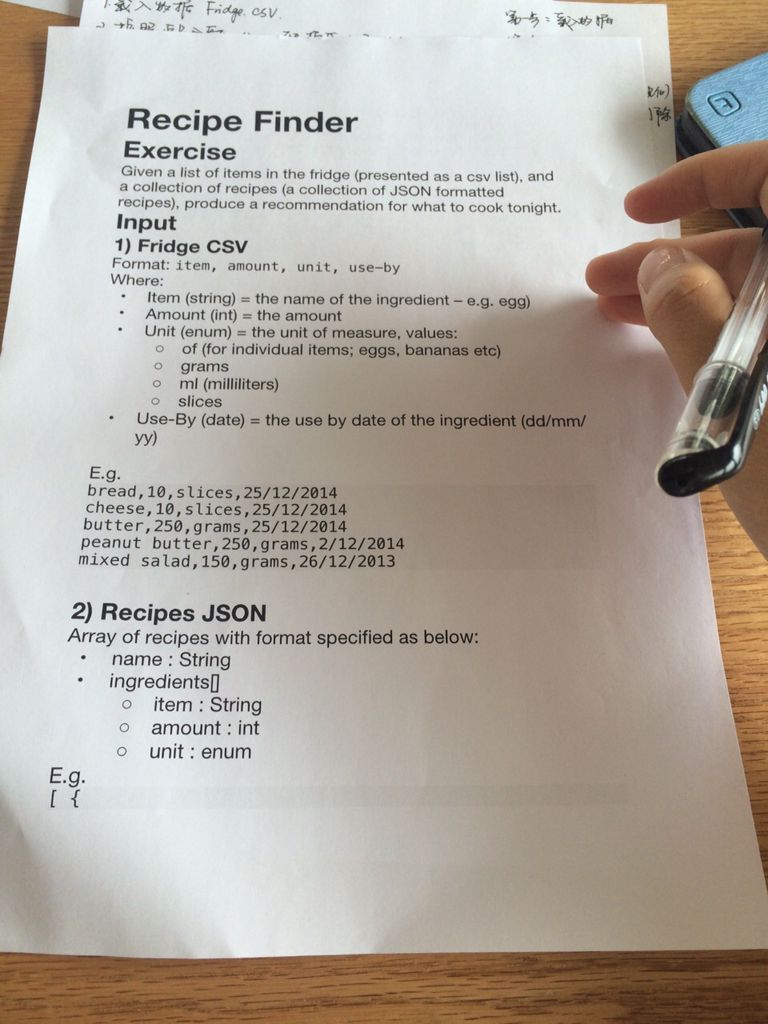 1.载入数据 Fridge.CSV.
第一点：载入数据
Recipe Finder
Exercise
Given a list of items in the fridge (presented as a csv list), and
a collection of recipes (a collection of JSON formatted
recipes), produce a recommendation for what to cook tonight.
Input
1) Fridge CSV
Format: item, amount, unit, use-by
Where:
• Item (string) = the name of the ingredient – e.g. egg)
• Amount (int) = the amount
• Unit (enum) = the unit of measure, values:
○ of (for individual items; eggs, bananas etc)
○ grams
○ ml (milliliters)
○ slices
• Use-By (date) = the use by date of the ingredient (dd/mm/
yy)
E.g.
bread,10,slices,25/12/2014
cheese,10,slices,25/12/2014
butter,250,grams,25/12/2014
peanut butter,250,grams,2/12/2014
mixed salad,150,grams,26/12/2013
2) Recipes JSON
Array of recipes with format specified as below:
• name : String
• ingredients[]
○ item : String
○ amount : int
○ unit : enum
E.g.
[ {